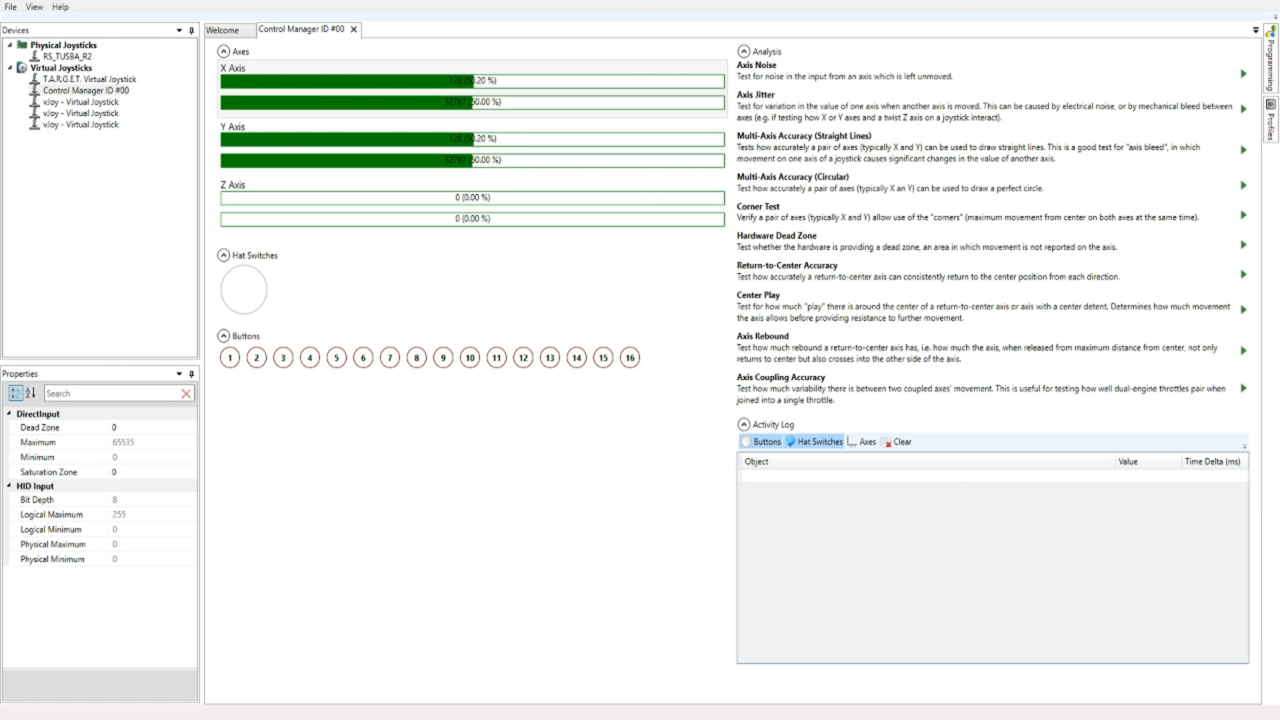 File View Help
Devices
Physical Joysticks
RS_TUSBA_R2
Virtual Joysticks
T.A.R.G.E.T. Virtual Joystick
Control Manager ID #00
vJoy - Virtual Joystick
vJoy - Virtual Joystick
vJoy - Virtual Joystick
Properties
Search
DirectInput
Dead Zone 0
Maximum 65535
Minimum 0
Saturation Zone 0
HID Input
Bit Depth 8
Logical Maximum 255
Logical Minimum 0
Physical Maximum 0
Physical Minimum 0
Welcome Control Manager ID #00
Axes
X Axis
128 (50.20 %)
32767 (50.00 %)
Y Axis
128 (50.20 %)
32767 (50.00 %)
Z Axis
0 (0.00 %)
0 (0.00 %)
Hat Switches
Buttons
1 2 3 4 5 6 7 8 9 10 11 12 13 14 15 16
Analysis
Axis Noise
Test for noise in the input from an axis which is left unmoved.
Axis Jitter
Test for variation in the value of one axis when another axis is moved. This can be caused by electrical noise, or by mechanical bleed between
axes (e.g. if testing how X or Y axes and a twist Z axis on a joystick interact).
Multi-Axis Accuracy (Straight Lines)
Tests how accurately a pair of axes (typically X and Y) can be used to draw straight lines. This is a good test for "axis bleed", in which
movement on one axis of a joystick causes significant changes in the value of another axis.
Multi-Axis Accuracy (Circular)
Test how accurately a pair of axes (typically X an Y) can be used to draw a perfect circle.
Corner Test
Verify a pair of axes (typically X and Y) allow use of the "corners" (maximum movement from center on both axes at the same time).
Hardware Dead Zone
Test whether the hardware is providing a dead zone, an area in which movement is not reported on the axis.
Return-to-Center Accuracy
Test how accurately a return-to-center axis can consistently return to the center position from each direction.
Center Play
Test for how much "play" there is around the center of a return-to-center axis or axis with a center detent. Determines how much movement
the axis allows before providing resistance to further movement.
Axis Rebound
Test how much rebound a return-to-center axis has, i.e. how much the axis, when released from maximum distance from center, not only
returns to center but also crosses into the other side of the axis.
Axis Coupling Accuracy
Test how much variability there is between two coupled axes' movement. This is useful for testing how well dual-engine throttles pair when
joined into a single throttle.
Activity Log
Buttons Hat Switches Axes Clear
Object Value Time Delta (ms)
Programming
Profiles